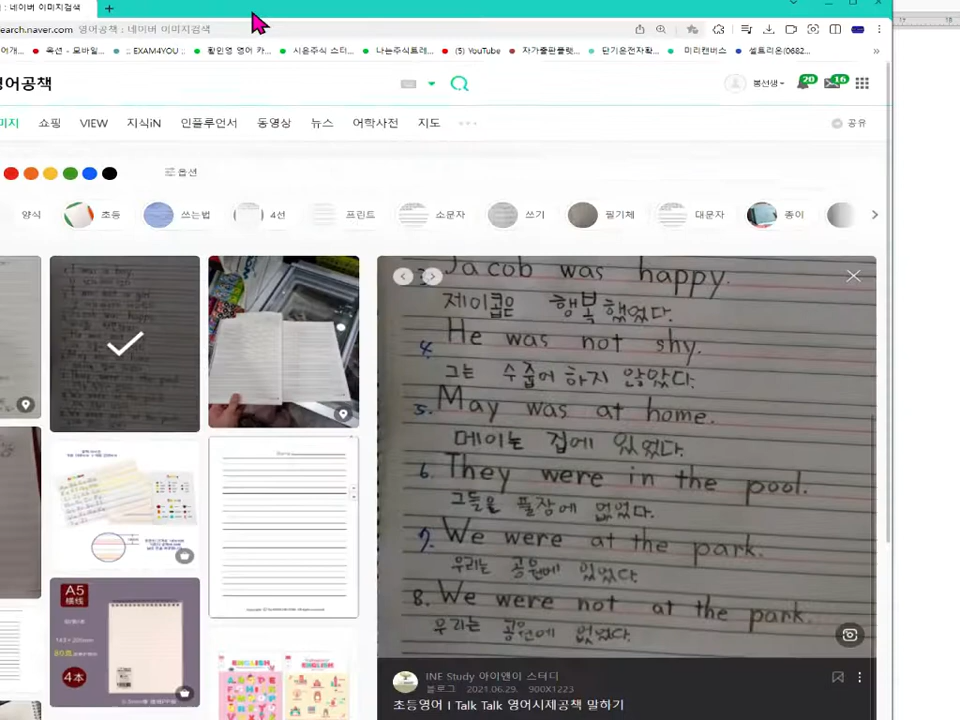 : 네이버 이미지검색
earch.naver.com 영어공책 : 네이버 이미지검색
옥션 - 모바일...
:: EXAM4YOU ::
황인영 영어 카...
시온주식 스터...
나는주식트레...
(5) YouTube
자가출판플랫...
단기운전자확...
미리캔버스
셀트리온(0682...
영어공책
봉선생
20
16
미지 쇼핑 VIEW 지식iN 인플루언서 동영상 뉴스 어학사전 지도
공유
옵션
양식 초등 쓰는법 4선 프린트 소문자 쓰기 필기체 대문자 종이
3. Jacob was happy.
제이콥은 행복했었다.
4. He was not shy.
그는 수줍어 하지 않았다.
5. May was at home.
메이는 집에 있었다.
6. They were in the pool.
그들을 풀장에 없었다.
7. We were at the park.
우리는 공원에 있었다.
8. We were not at the park.
우리는 공원에 없었다.
A5
4本
ENGLISH
INE Study 아이앤이 스터디
블로그 2021.06.29. 900X1223
초등영어 I Talk Talk 영어시제공책 말하기